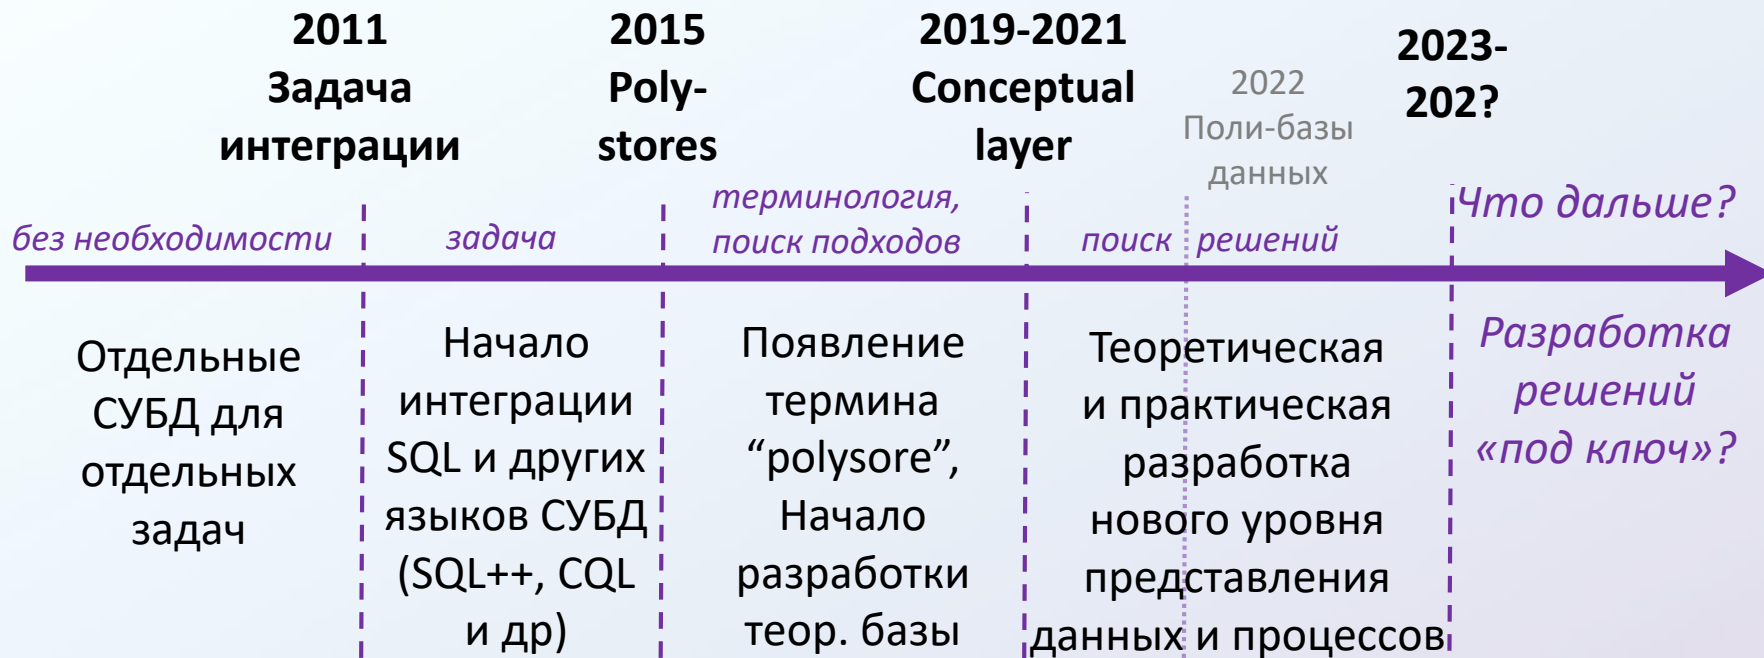 2011
Задача
интеграции
2015
Poly-
stores
2019-2021
Conceptual
layer
2022
Поли-базы
данных
2023-
202?
без необходимости
задача
терминология,
поиск подходов
поиск решений
Что дальше?
Отдельные
СУБД для
отдельных
задач
Начало
интеграции
SQL и других
языков СУБД
(SQL++, CQL
и др)
Появление
термина
“polysore”,
Начало
разработки
теор. базы
Теоретическая
и практическая
разработка
нового уровня
представления
данных и процессов
Разработка
решений
«под ключ»?